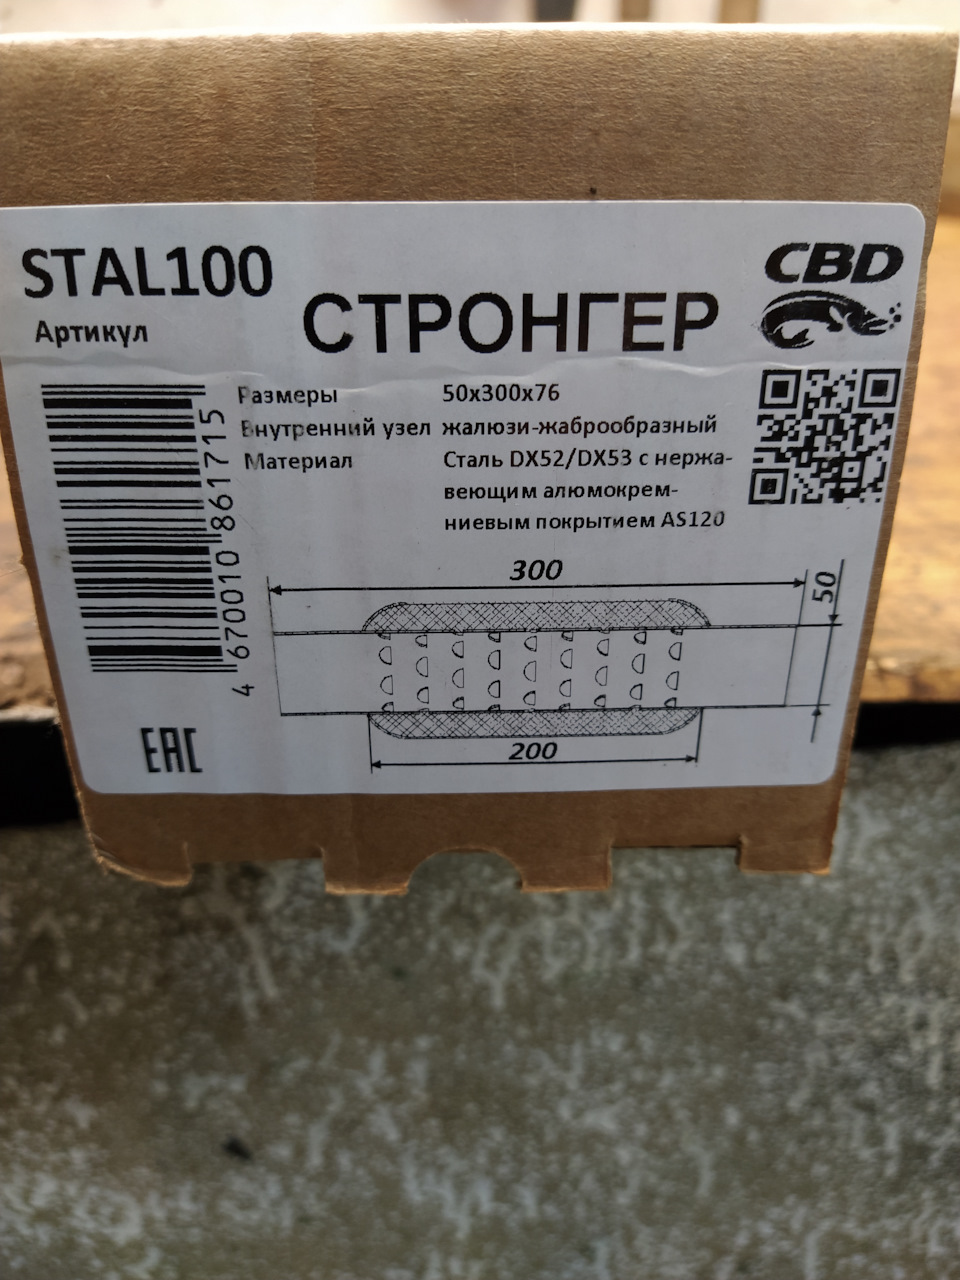 STAL100
Артикул
СТРОНГЕР
CBD
Размеры 50x300x76
Внутренний узел жалюзи-жаброобразный
Материал Сталь DX52/DX53 с нержа-
веющим алюмокрем-
ниевым покрытием AS120
4 670010 861715
300
50
200
EAC